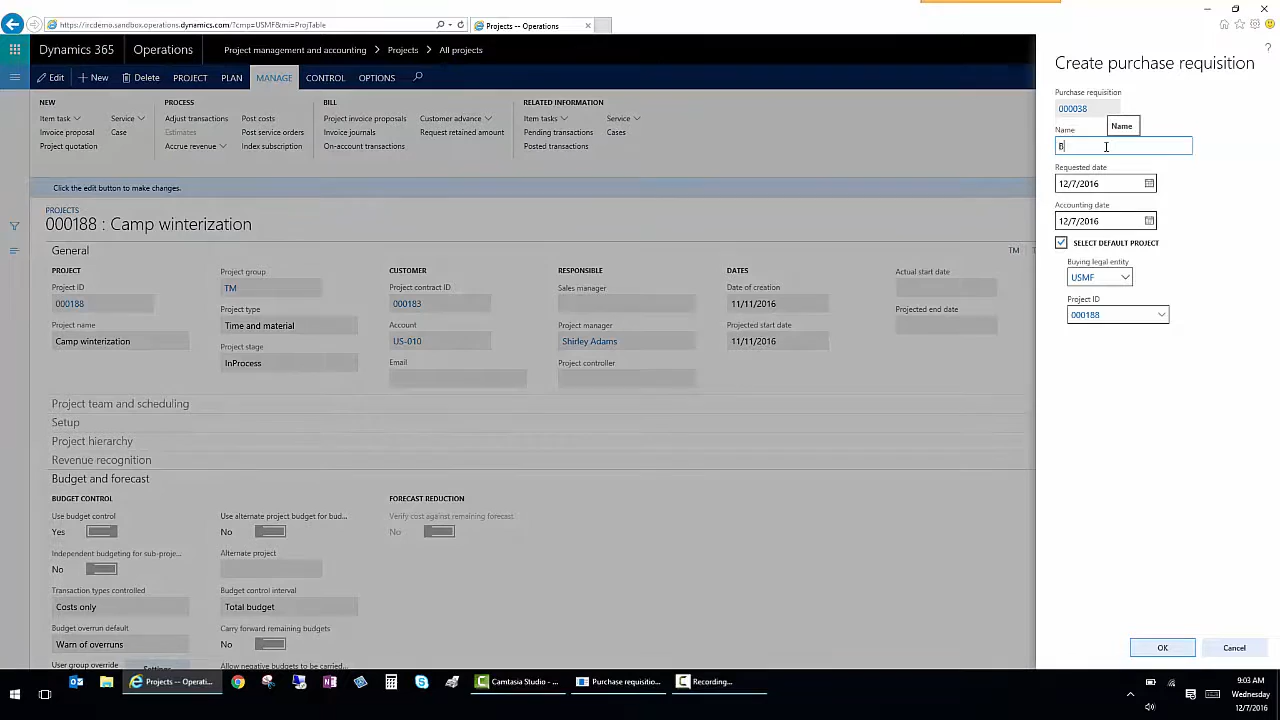 https://ircdemo.sandbox.operations.dynamics.com/?cmp=USMF&mi=ProjTable
Projects -- Operations
Dynamics 365
Operations
Project management and accounting > Projects > All projects
Edit
New
Delete
PROJECT
PLAN
MANAGE
CONTROL
OPTIONS
NEW
Item task
Service
Invoice proposal
Case
Project quotation
PROCESS
Adjust transactions
Post costs
Estimates
Post service orders
Accrue revenue
Index subscription
BILL
Project invoice proposals
Customer advance
Invoice journals
Request retained amount
On-account transactions
RELATED INFORMATION
Item tasks
Service
Pending transactions
Cases
Posted transactions
Click the edit button to make changes.
PROJECTS
000188 : Camp winterization
General
TM
PROJECT
Project ID
000188
Project name
Camp winterization
Project group
TM
Project type
Time and material
Project stage
InProcess
CUSTOMER
Project contract ID
000183
Account
US-010
Email
RESPONSIBLE
Sales manager
Project manager
Shirley Adams
Project controller
DATES
Date of creation
11/11/2016
Projected start date
11/11/2016
Actual start date
Projected end date
Project team and scheduling
Setup
Project hierarchy
Revenue recognition
Budget and forecast
BUDGET CONTROL
Use budget control
Yes
Independent budgeting for sub-proje...
No
Transaction types controlled
Costs only
Budget overrun default
Warn of overruns
User group override
Settings
Use alternate project budget for bud...
No
Alternate project
Budget control interval
Total budget
Carry forward remaining budgets
No
Allow negative budgets to be carried...
FORECAST REDUCTION
Verify cost against remaining forecast
No
?
Create purchase requisition
Purchase requisition
000038
Name
Name
B
Requested date
12/7/2016
Accounting date
12/7/2016
SELECT DEFAULT PROJECT
Buying legal entity
USMF
Project ID
000188
OK
Cancel
Projects -- Operati...
Camtasia Studio - ...
Purchase requisitio...
Recording...
9:03 AM
Wednesday
12/7/2016